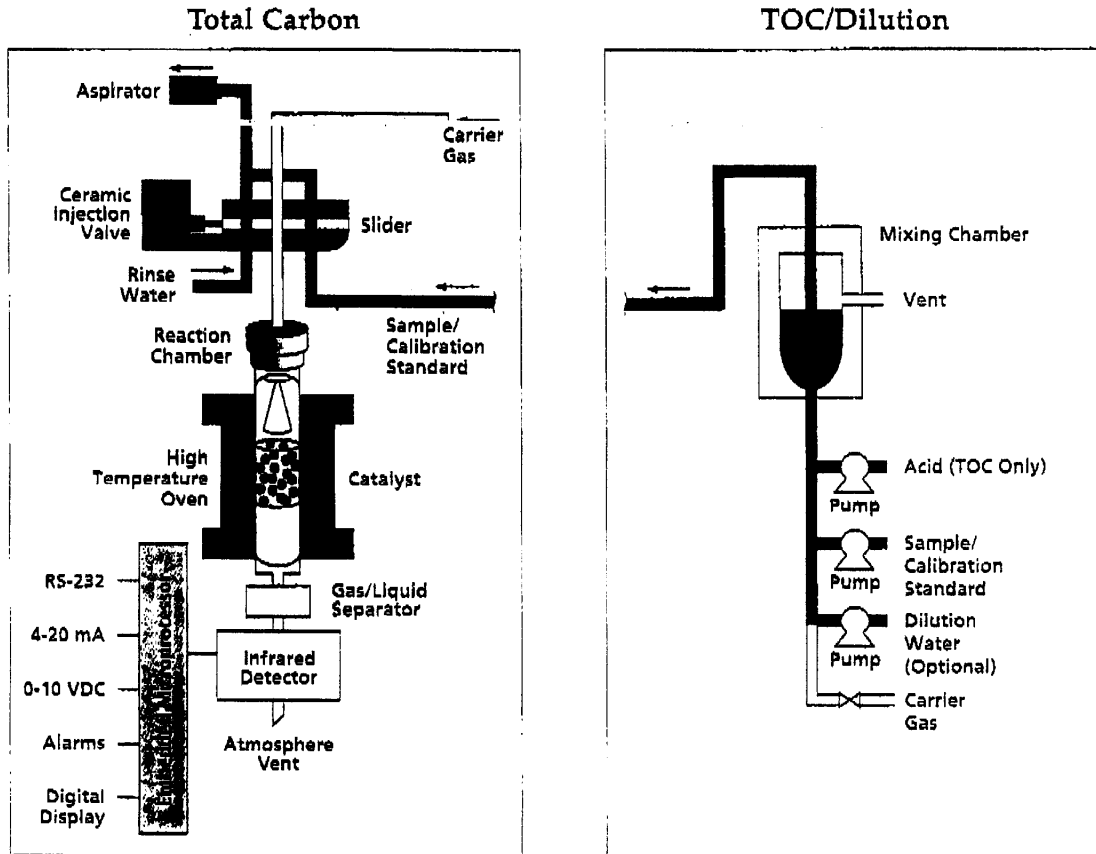 Total Carbon
Aspirator
Carrier
Gas
Ceramic
Injection
Valve
Slider
Rinse
Water
Reaction
Chamber
Sample/
Calibration
Standard
High
Temperature
Oven
Catalyst
RS-232
4-20 mA
0-10 VDC
Alarms
Digital
Display
Embedded Microprocessor
Gas/Liquid
Separator
Infrared
Detector
Atmosphere
Vent
TOC/Dilution
Mixing Chamber
Vent
Acid (TOC Only)
Pump
Sample/
Calibration
Standard
Pump
Dilution
Water
(Optional)
Pump
Carrier
Gas